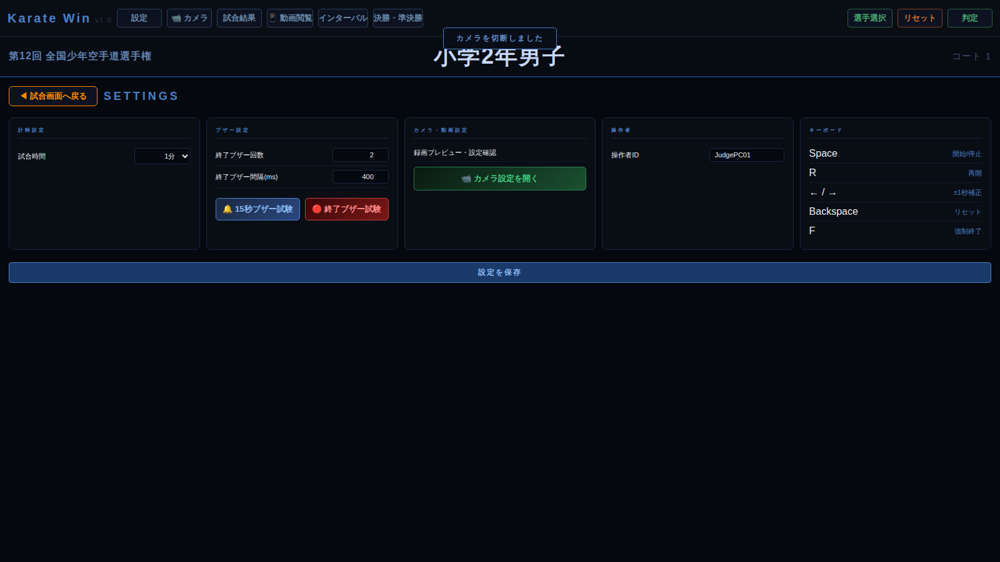 Karate Win v1.0 設定 📹 カメラ 試合結果 📱 動画閲覧 インターバル 決勝・準決勝 選手選択 リセット 判定
カメラを切断しました
第12回 全国少年空手道選手権 小学2年男子 コート 1
◀ 試合画面へ戻る SETTINGS
計時設定
試合時間 1分
ブザー設定
終了ブザー回数 2
終了ブザー間隔(ms) 400
🔔 15秒ブザー試験 🔴 終了ブザー試験
カメラ・動画設定
録画プレビュー・設定確認
📹 カメラ設定を開く
操作者
操作者ID JudgePC01
キーボード
Space 開始/停止
R 再開
← / → ±1秒補正
Backspace リセット
F 強制終了
設定を保存